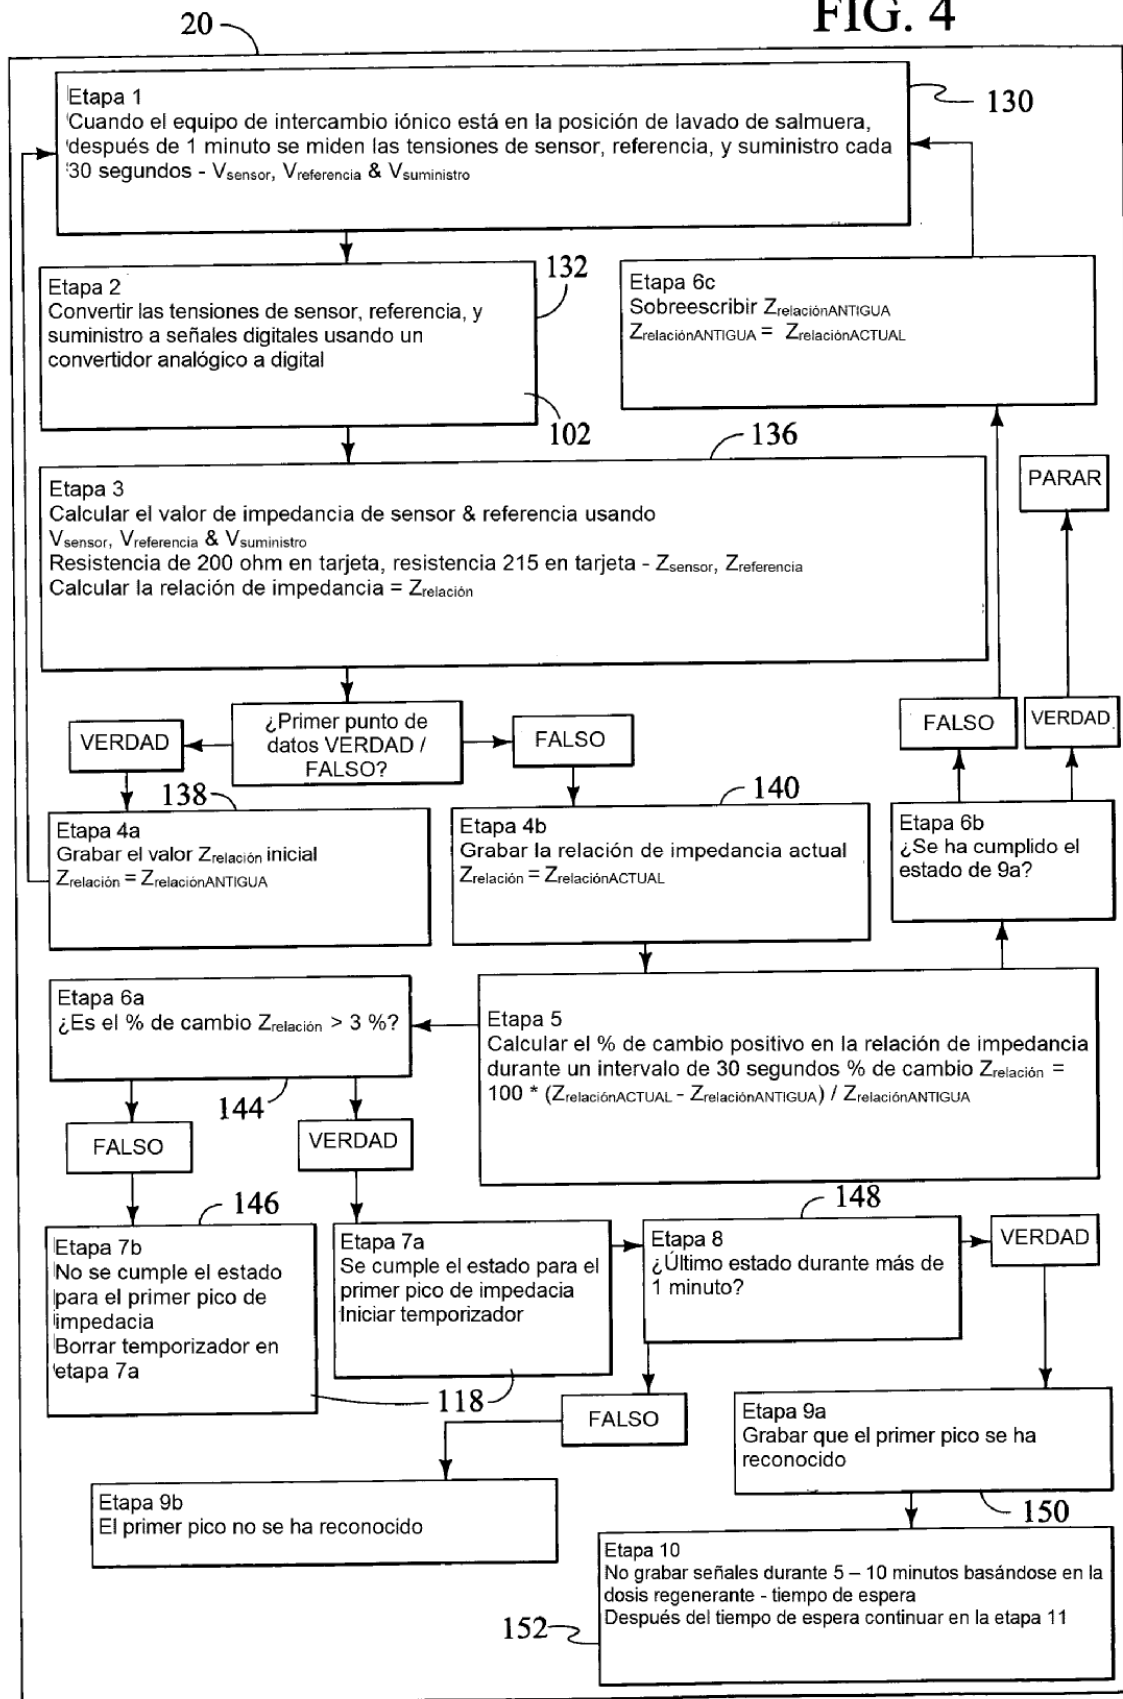 FIG. 4
20
130
Etapa 1
Cuando el equipo de intercambio iónico está en la posición de lavado de salmuera,
después de 1 minuto se miden las tensiones de sensor, referencia, y suministro cada
30 segundos - Vsensor, Vreferencia & Vsuministro
132
Etapa 2
Convertir las tensiones de sensor, referencia, y
suministro a señales digitales usando un
convertidor analógico a digital
102
Etapa 6c
Sobreescribir ZrelaciónANTIGUA
ZrelaciónANTIGUA = ZrelaciónACTUAL
136
Etapa 3
Calcular el valor de impedancia de sensor & referencia usando
Vsensor, Vreferencia & Vsuministro
Resistencia de 200 ohm en tarjeta, resistencia 215 en tarjeta - Zsensor, Zreferencia
Calcular la relación de impedancia = Zrelación
PARAR
VERDAD
¿Primer punto de
datos VERDAD /
FALSO?
FALSO
FALSO
VERDAD
138
Etapa 4a
Grabar el valor Zrelación inicial
Zrelación = ZrelaciónANTIGUA
140
Etapa 4b
Grabar la relación de impedancia actual
Zrelación = ZrelaciónACTUAL
Etapa 6b
¿Se ha cumplido el
estado de 9a?
Etapa 6a
¿Es el % de cambio Zrelación > 3 %?
144
Etapa 5
Calcular el % de cambio positivo en la relación de impedancia
durante un intervalo de 30 segundos % de cambio Zrelación =
100 * (ZrelaciónACTUAL - ZrelaciónANTIGUA) / ZrelaciónANTIGUA
FALSO
VERDAD
146
Etapa 7b
No se cumple el estado
para el primer pico de
impedacia
Borrar temporizador en
etapa 7a
Etapa 7a
Se cumple el estado para el
primer pico de impedacia
Iniciar temporizador
118
148
Etapa 8
¿Último estado durante más de
1 minuto?
VERDAD
FALSO
Etapa 9a
Grabar que el primer pico se ha
reconocido
150
Etapa 9b
El primer pico no se ha reconocido
Etapa 10
No grabar señales durante 5 – 10 minutos basándose en la
dosis regenerante - tiempo de espera
Después del tiempo de espera continuar en la etapa 11
152